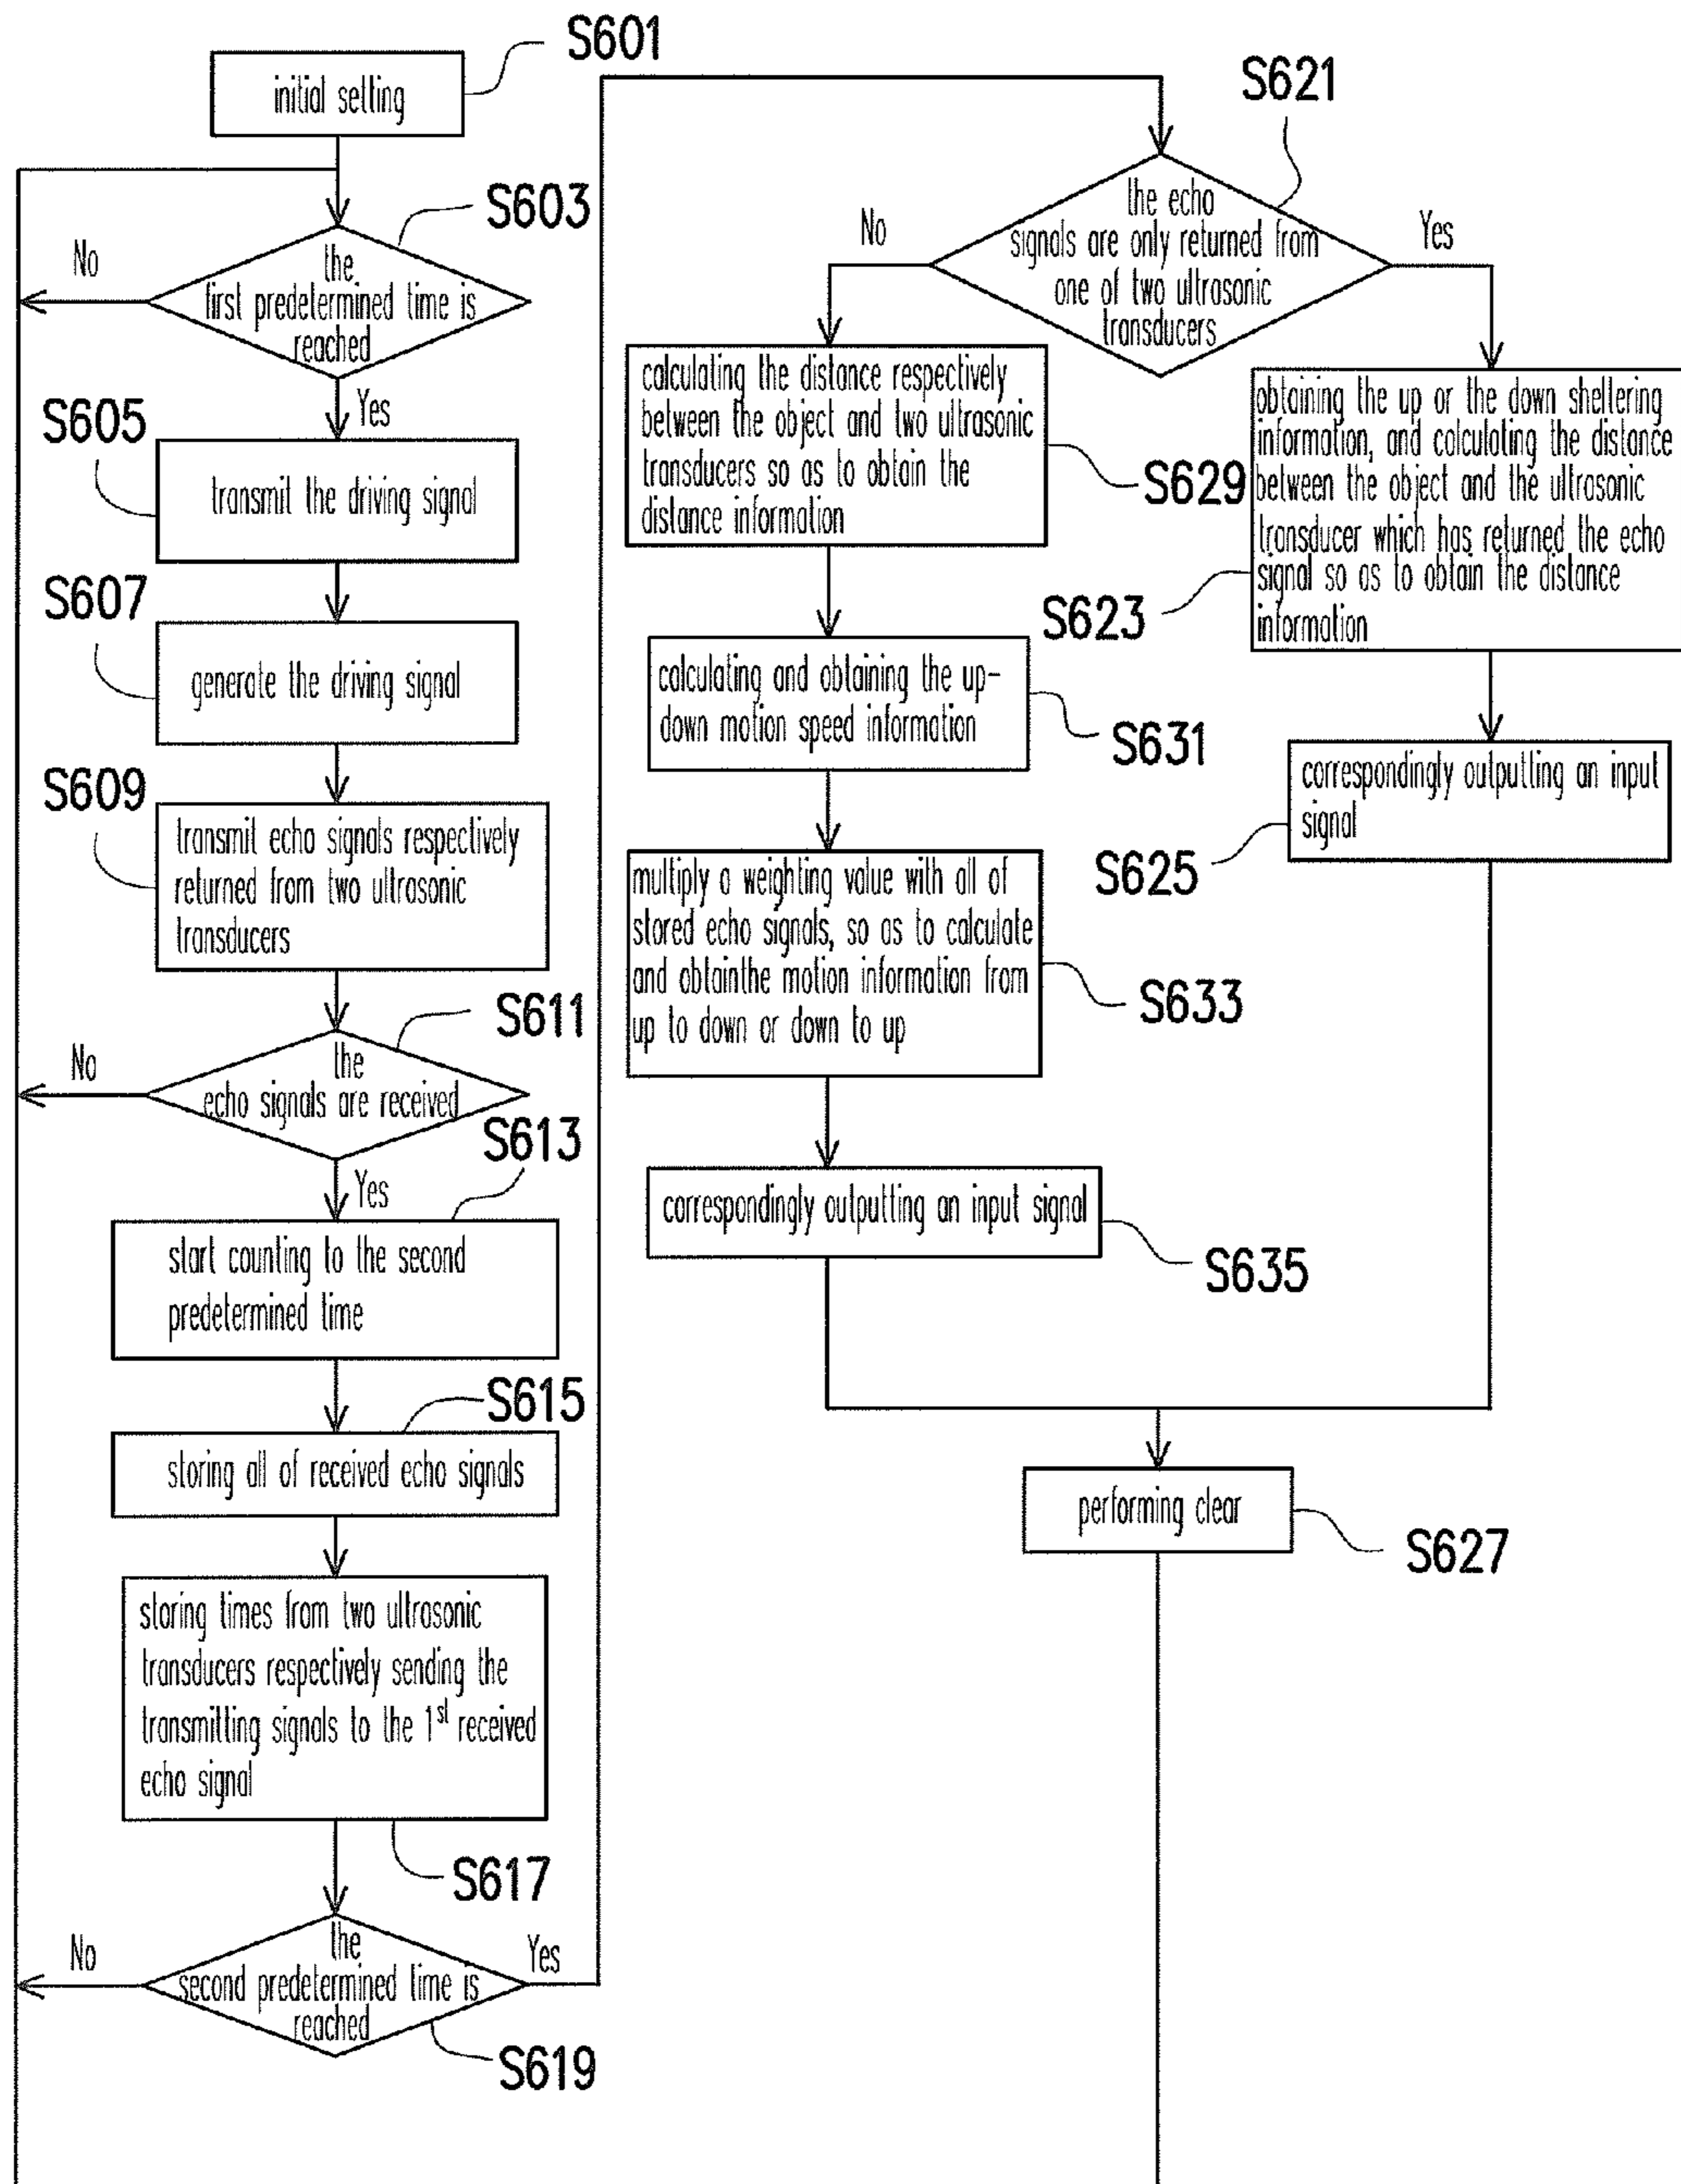 S601
initial setting
S603
No
the
first predetermined time is
reached
Yes
S605
transmit the driving signal
S607
generate the driving signal
S609
transmit echo signals respectively
returned from two ultrasonic
transducers
S611
No
the
echo signals are received
S613
Yes
start counting to the second
predetermined time
S615
storing all of received echo signals
storing times from two ultrasonic
transducers respectively sending the
transmitting signals to the 1st received
echo signal
S617
No
the
second predetermined time is
reached
Yes
S619
S621
No
the echo
signals are only returned from
one of two ultrasonic
transducers
Yes
calculating the distance respectively
between the object and two ultrasonic
transducers so as to obtain the
distance information
S629
obtaining the up or the down sheltering
information, and calculating the distance
between the object and the ultrasonic
transducer which has returned the echo
signal so as to obtain the distance
information
S623
calculating and obtaining the up-
down motion speed information
S631
correspondingly outputting an input
signal
S625
multiply a weighting value with all of
stored echo signals, so as to calculate
and obtainthe motion information from
up to down or down to up
S633
correspondingly outputting an input signal
S635
performing clear
S627